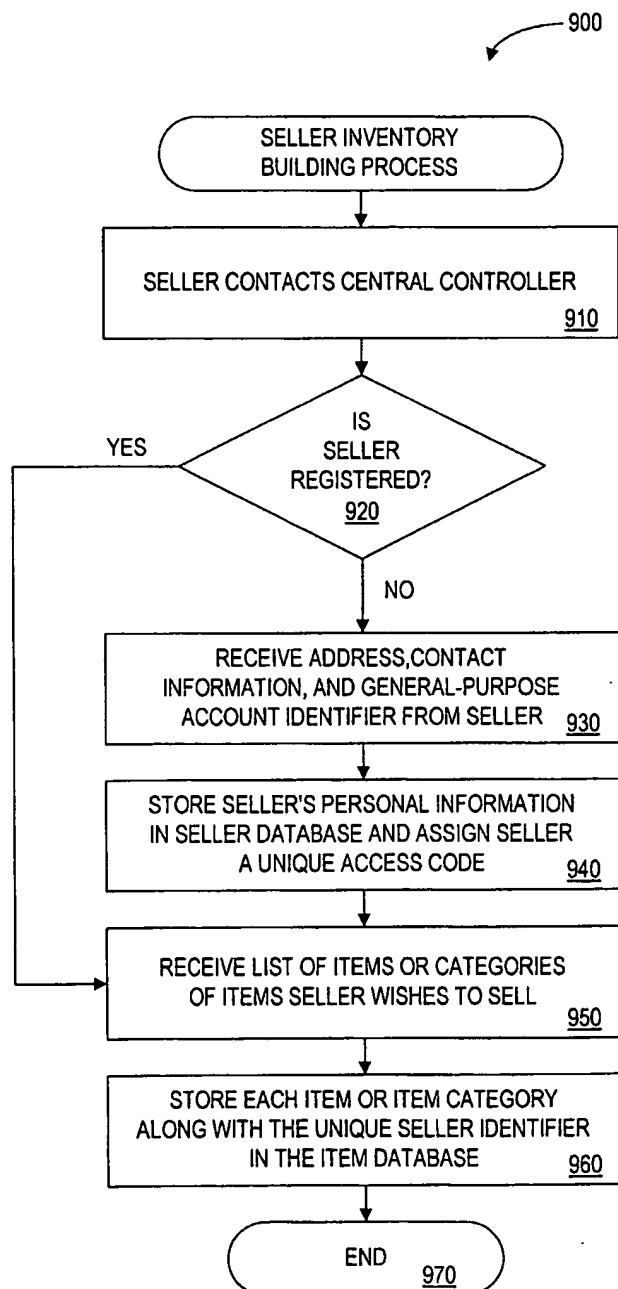 900
SELLER INVENTORY
BUILDING PROCESS
SELLER CONTACTS CENTRAL CONTROLLER
910
IS
SELLER
REGISTERED?
920
YES
NO
RECEIVE ADDRESS,CONTACT
INFORMATION, AND GENERAL-PURPOSE
ACCOUNT IDENTIFIER FROM SELLER
930
STORE SELLER'S PERSONAL INFORMATION
IN SELLER DATABASE AND ASSIGN SELLER
A UNIQUE ACCESS CODE
940
RECEIVE LIST OF ITEMS OR CATEGORIES
OF ITEMS SELLER WISHES TO SELL
950
STORE EACH ITEM OR ITEM CATEGORY
ALONG WITH THE UNIQUE SELLER IDENTIFIER
IN THE ITEM DATABASE
960
END
970